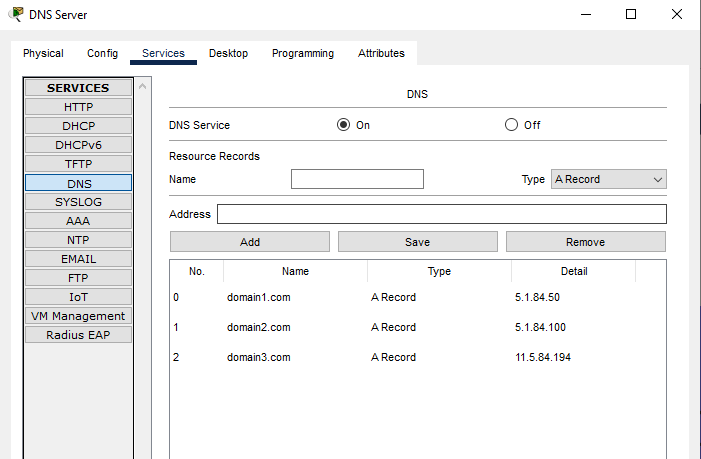 DNS Server
Physical Config Services Desktop Programming Attributes
SERVICES
HTTP
DHCP
DHCPv6
TFTP
DNS
SYSLOG
AAA
NTP
EMAIL
FTP
IoT
VM Management
Radius EAP
DNS
DNS Service On Off
Resource Records
Name Type A Record
Address
Add Save Remove
No. Name Type Detail
0 domain1.com A Record 5.1.84.50
1 domain2.com A Record 5.1.84.100
2 domain3.com A Record 11.5.84.194